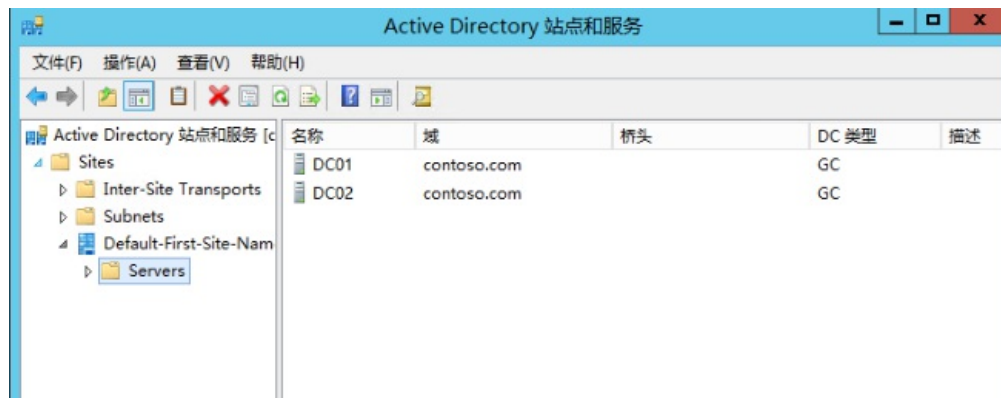 Active Directory 站点和服务
文件(F) 操作(A) 查看(V) 帮助(H)
Active Directory 站点和服务 [c
名称 域 桥头 DC 类型 描述
Sites
DC01 contoso.com GC
Inter-Site Transports
DC02 contoso.com GC
Subnets
Default-First-Site-Nam
Servers